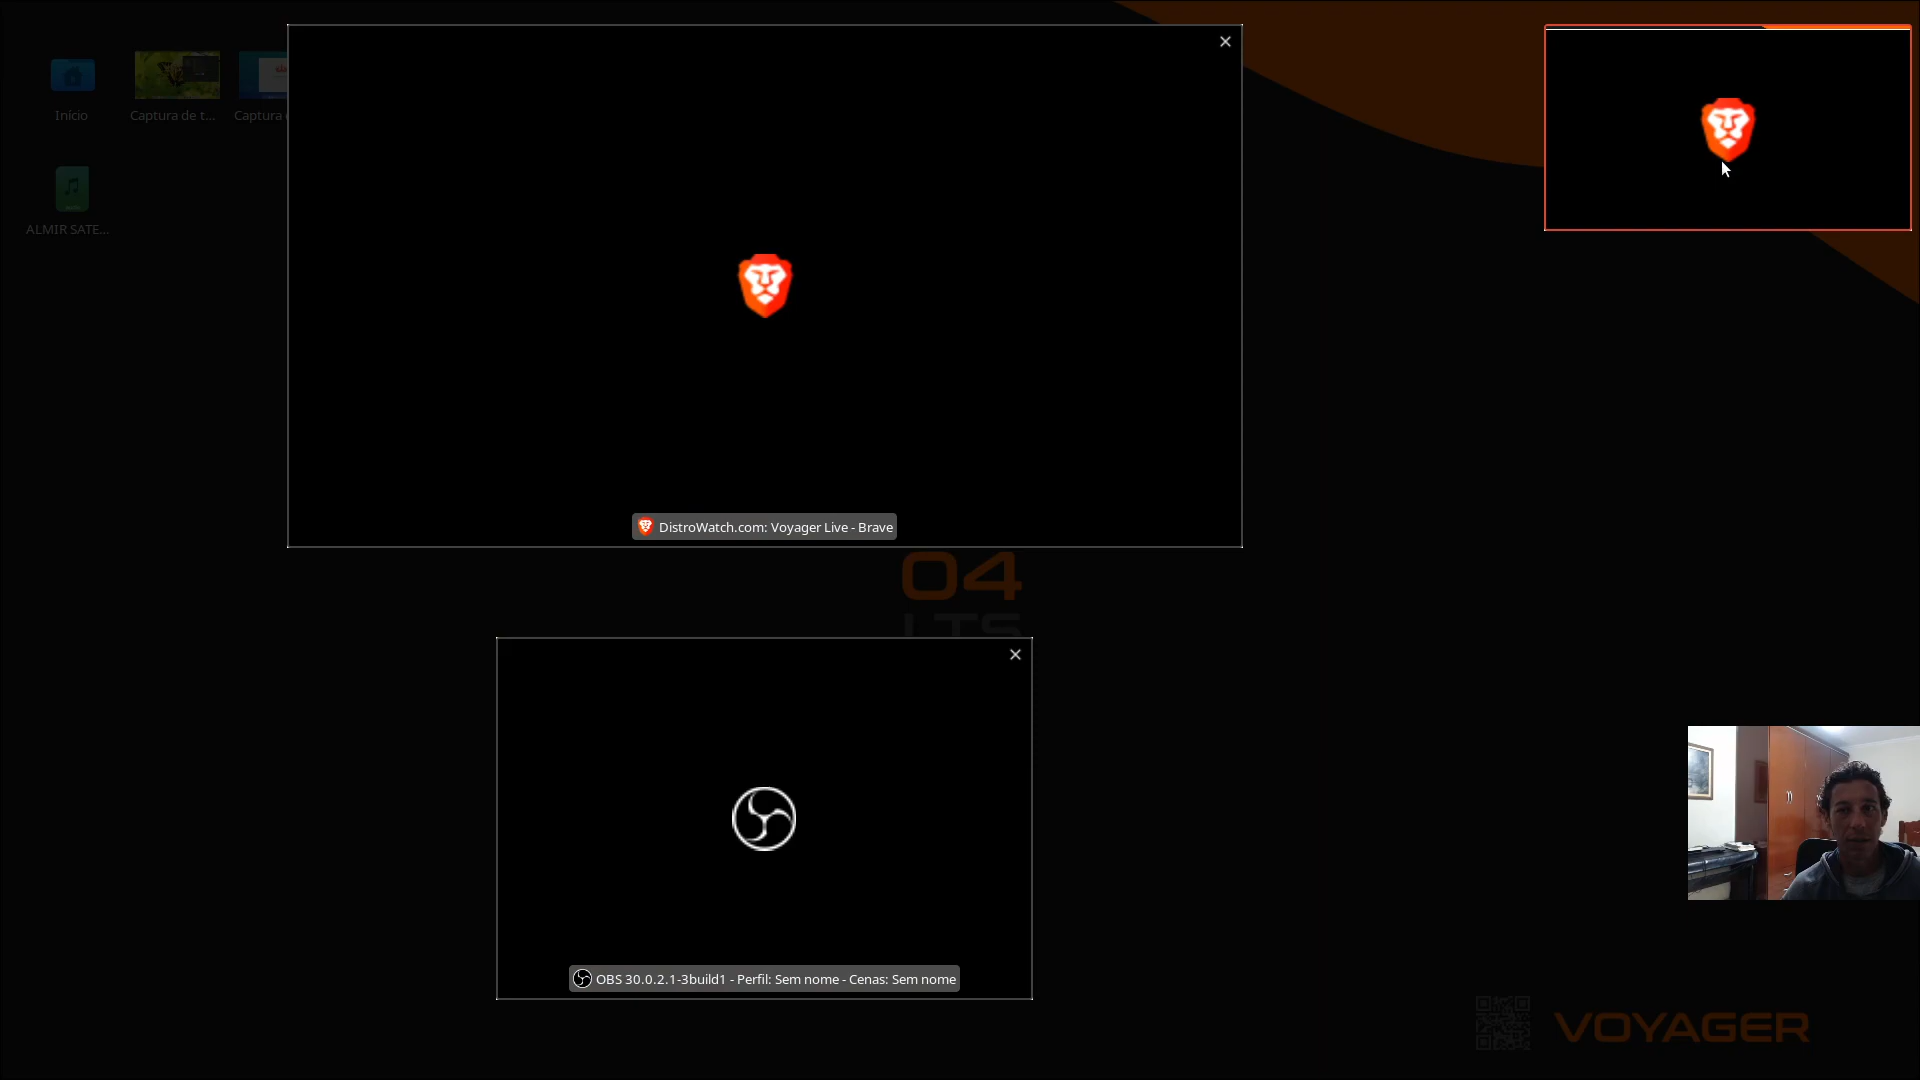 Início
Captura de t...
Captura
ALMIR SATE...
DistroWatch.com: Voyager Live - Brave
04
LTS
OBS 30.0.2.1-3build1 - Perfil: Sem nome - Cenas: Sem nome
VOYAGER